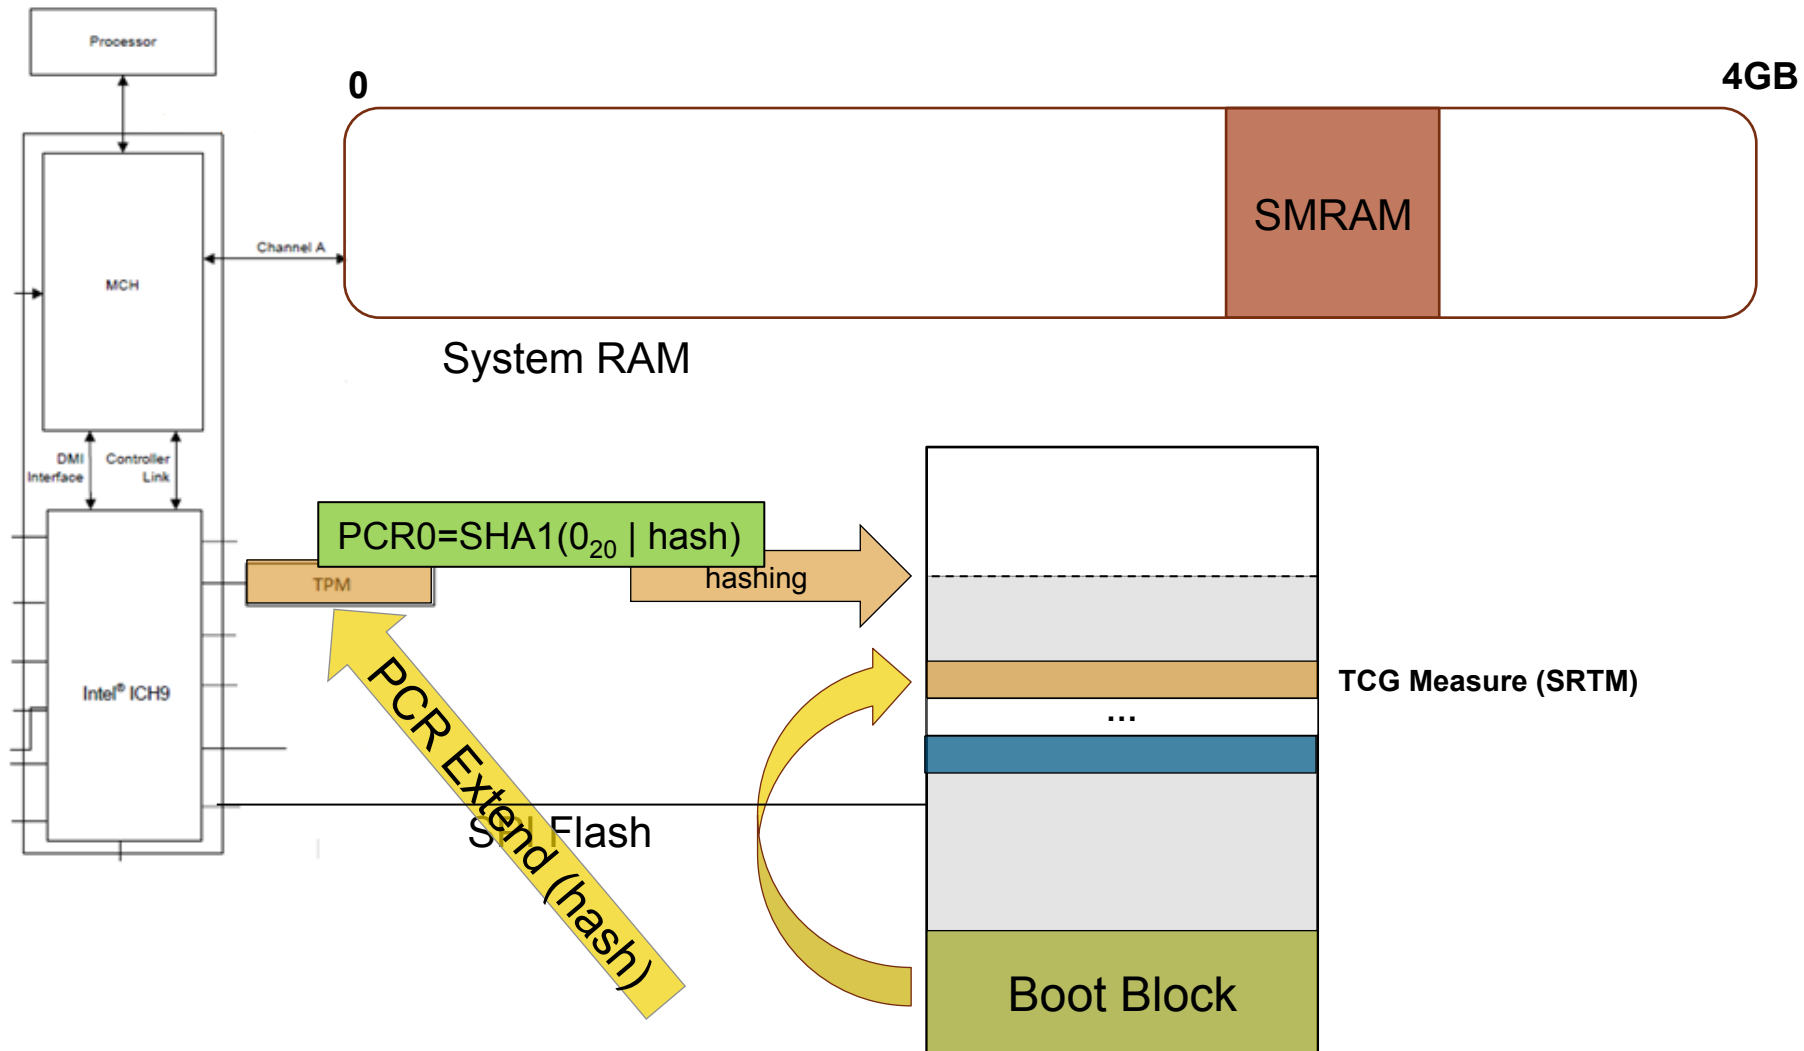 Processor
0
4GB
SMRAM
Channel A
MCH
System RAM
DMI
Interface
Controller
Link
PCR0=SHA1(0₂₀ | hash)
hashing
TPM
PCR Extend (hash)
TCG Measure (SRTM)
Intel® ICH9
...
SPI Flash
Boot Block